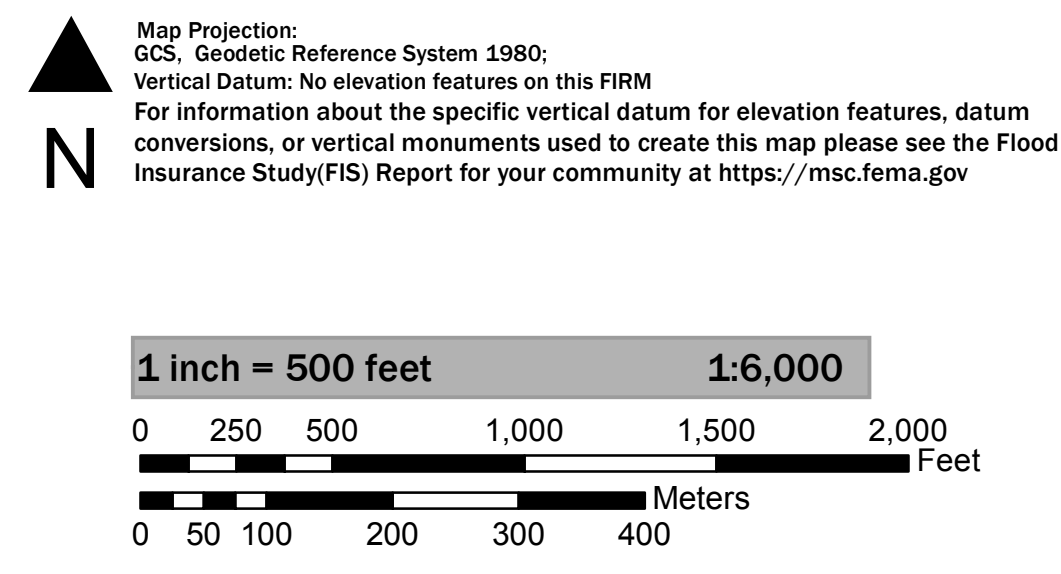 Map Projection:
GCS,  Geodetic Reference System 1980;
Vertical Datum: No elevation features on this FIRM
For information about the specific vertical datum for elevation features, datum
conversions, or vertical monuments used to create this map please see the Flood
Insurance Study(FIS) Report for your community at https://msc.fema.gov
N
1 inch = 500 feet 1:6,000
0 250 500 1,000 1,500 2,000
Feet
Meters
0 50 100 200 300 400